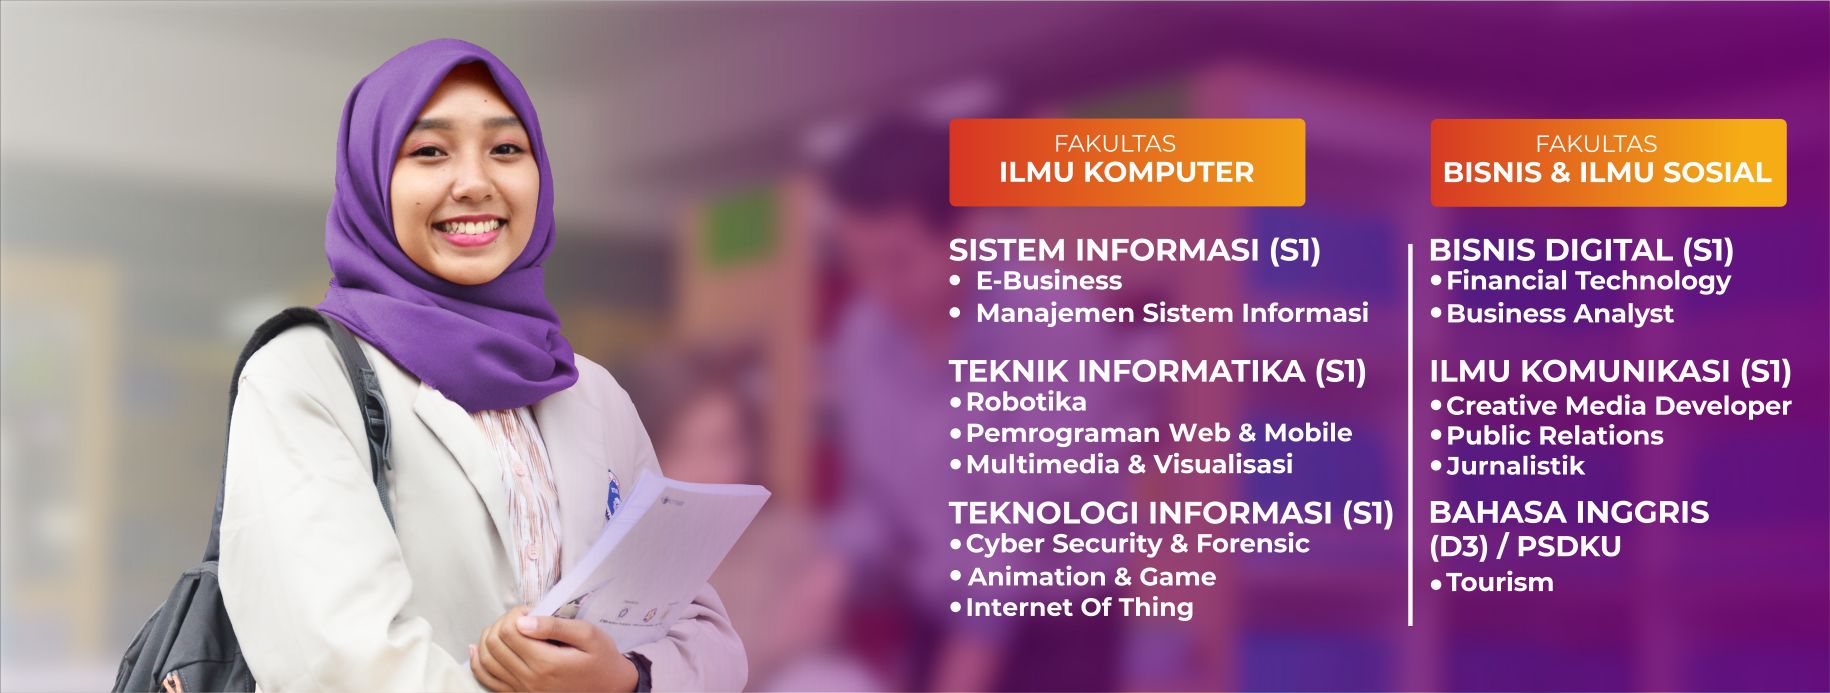 FAKULTAS
ILMU KOMPUTER
SISTEM INFORMASI (S1)
• E-Business
• Manajemen Sistem Informasi
TEKNIK INFORMATIKA (S1)
• Robotika
• Pemrograman Web & Mobile
• Multimedia & Visualisasi
TEKNOLOGI INFORMASI (S1)
• Cyber Security & Forensic
• Animation & Game
• Internet Of Thing
FAKULTAS
BISNIS & ILMU SOSIAL
BISNIS DIGITAL (S1)
• Financial Technology
• Business Analyst
ILMU KOMUNIKASI (S1)
• Creative Media Developer
• Public Relations
• Jurnalistik
BAHASA INGGRIS
(D3) / PSDKU
• Tourism